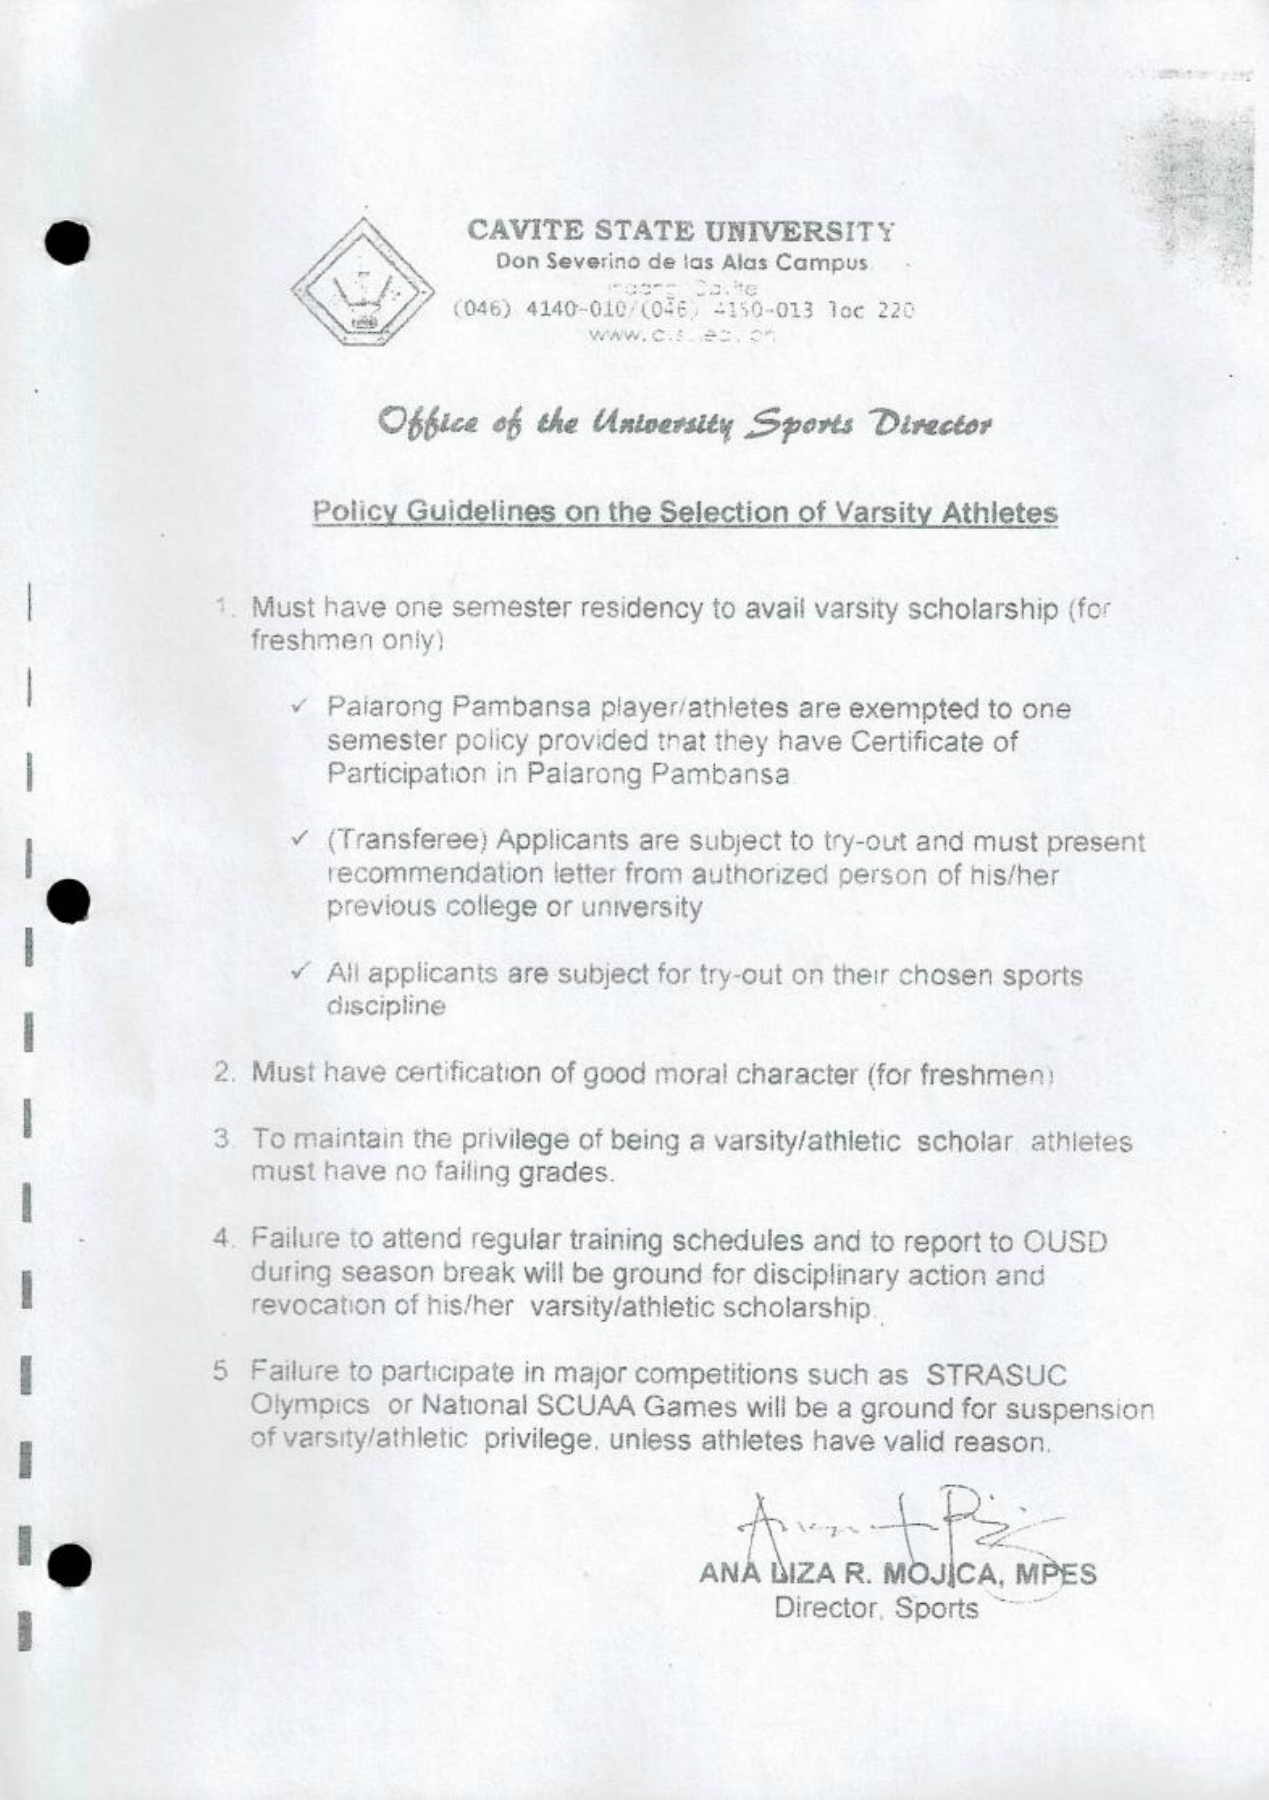 CAVITE STATE UNIVERSITY
Don Severino de las Alas Campus
Cavite
(046) 4140-010/(046) 4150-013 loc 220
Office of the University Sports Director
Policy Guidelines on the Selection of Varsity Athletes
1. Must have one semester residency to avail varsity scholarship (for
freshmen only)
✓ Palarong Pambansa player/athletes are exempted to one
semester policy provided that they have Certificate of
Participation in Palarong Pambansa
✓ (Transferee) Applicants are subject to try-out and must present
recommendation letter from authorized person of his/her
previous college or university
✓ All applicants are subject for try-out on their chosen sports
discipline
2. Must have certification of good moral character (for freshmen)
3. To maintain the privilege of being a varsity/athletic scholar athletes
must have no failing grades.
4. Failure to attend regular training schedules and to report to OUSD
during season break will be ground for disciplinary action and
revocation of his/her varsity/athletic scholarship.
5 Failure to participate in major competitions such as STRASUC
Olympics or National SCUAA Games will be a ground for suspension
of varsity/athletic privilege, unless athletes have valid reason.
ANA LIZA R. MOJICA, MPES
Director, Sports